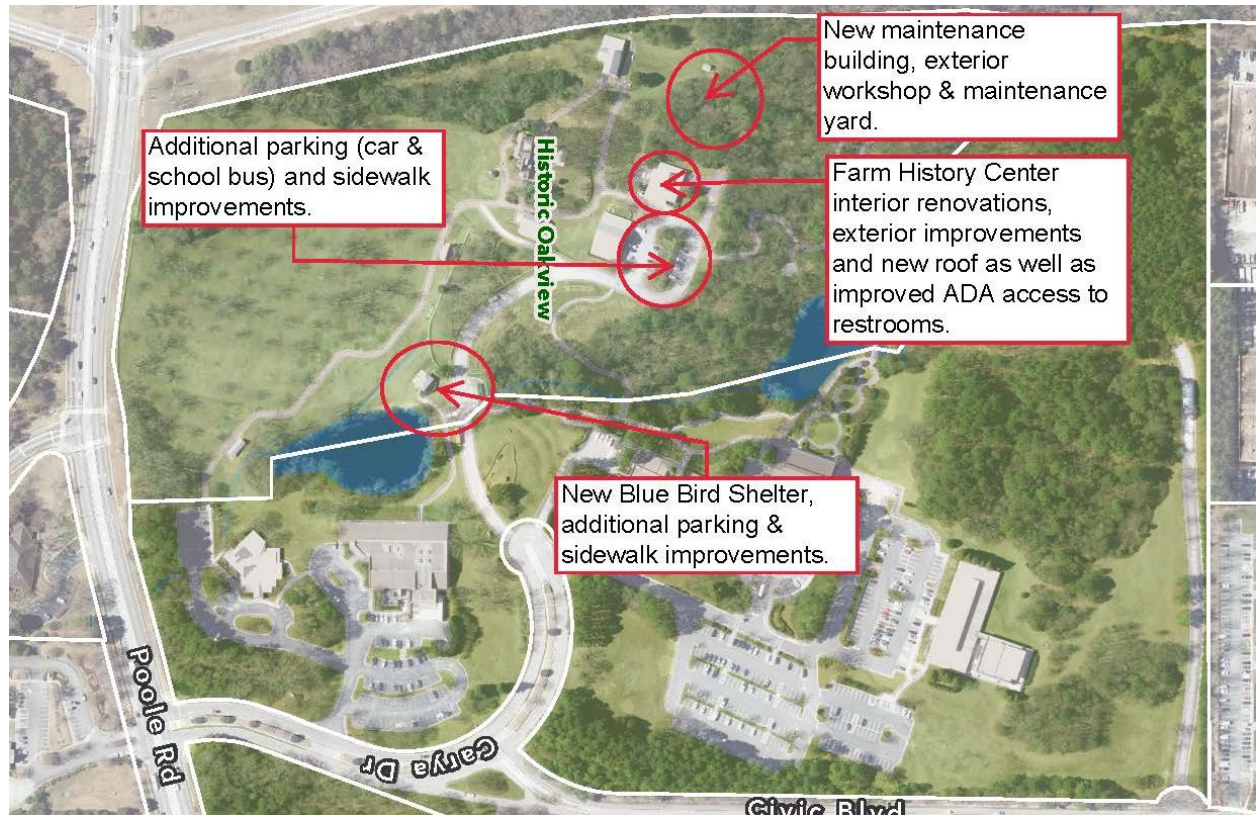 New maintenance
building, exterior
workshop & maintenance
yard.
Additional parking (car &
school bus) and sidewalk
improvements.
Farm History Center
interior renovations,
exterior improvements
and new roof as well as
improved ADA access to
restrooms.
Historic Oakview
New Blue Bird Shelter,
additional parking &
sidewalk improvements.
Poole Rd
Carya Dr
Civic Blvd